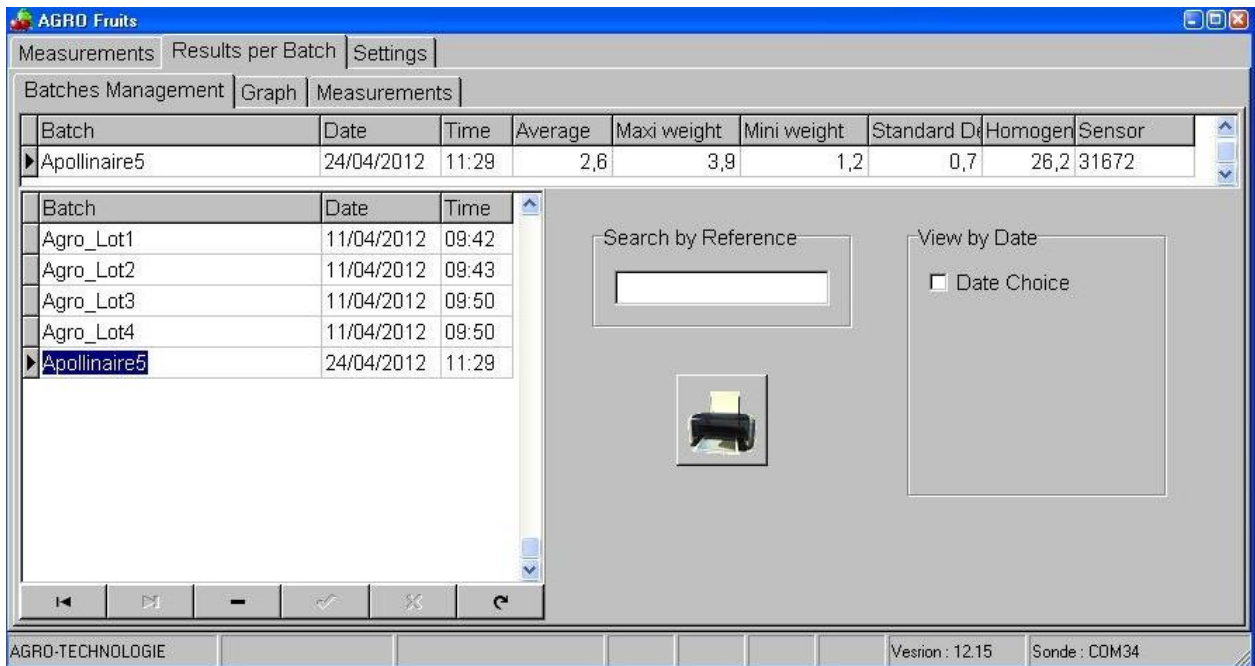 AGRO Fruits
Measurements Results per Batch Settings
Batches Management Graph Measurements
Batch Date Time Average Maxi weight Mini weight Standard De Homogen Sensor
Apollinaire5 24/04/2012 11:29 2,6 3,9 1,2 0,7 26,2 31672
Batch Date Time
Agro_Lot1 11/04/2012 09:42
Agro_Lot2 11/04/2012 09:43
Agro_Lot3 11/04/2012 09:50
Agro_Lot4 11/04/2012 09:50
Apollinaire5 24/04/2012 11:29
Search by Reference
View by Date
Date Choice
AGRO-TECHNOLOGIE Vesrion : 12.15 Sonde : COM34